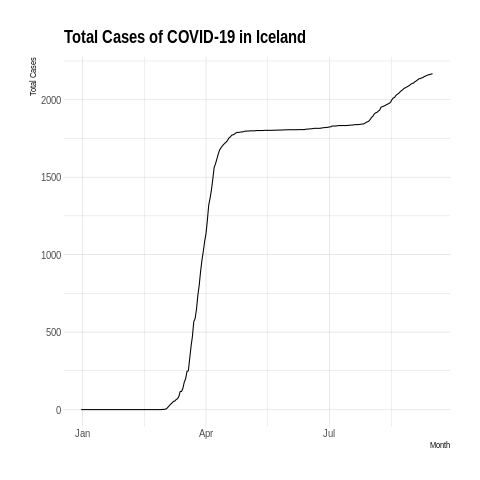 Total Cases of COVID-19 in Iceland
Total Cases
2000
1500
1000
500
0
Jan Apr Jul
Month